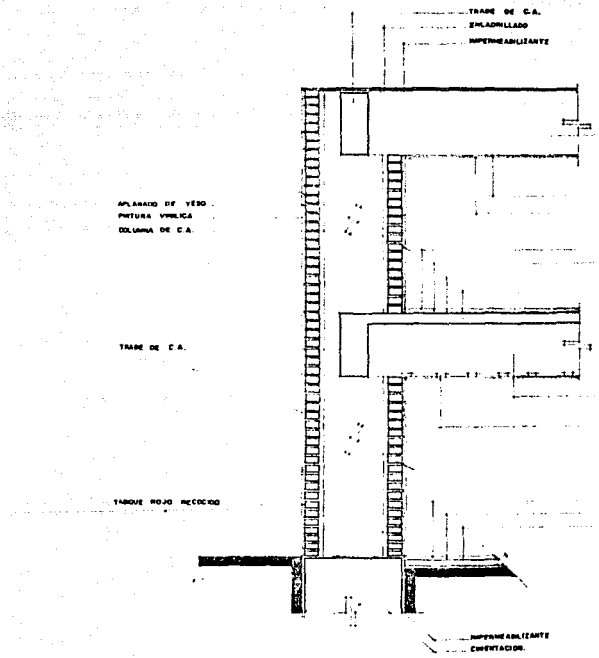 TRABE DE C.A.
ENLADRILLADO
IMPERMEABILIZANTE
APLANADO DE YESO
PINTURA VINILICA
COLUMNA DE C.A.
TRABE DE C.A.
TABIQUE ROJO RECOCIDO
IMPERMEABILIZANTE
CIMENTACION.